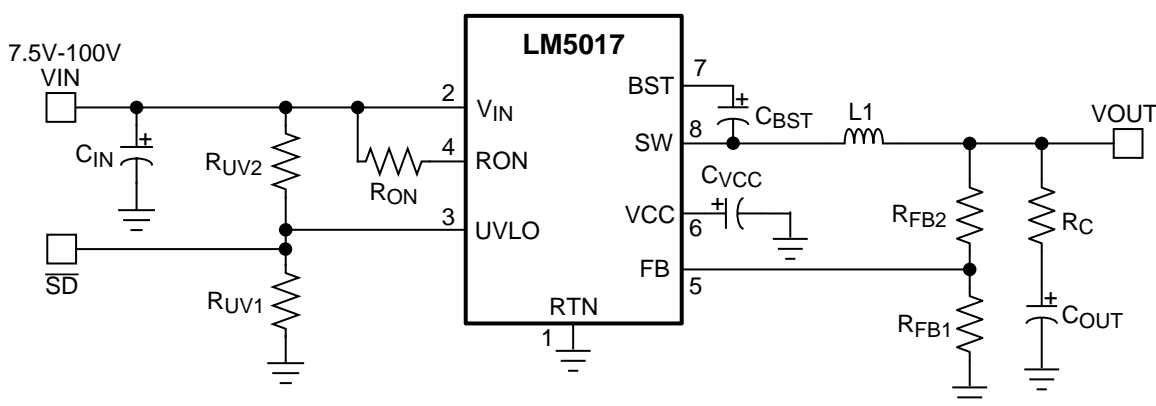 LM5017
7.5V-100V
VIN
CIN
RUV2
RON
SD
RUV1
2
VIN
4
RON
3
UVLO
RTN
1
BST
7
SW
8
VCC
6
FB
5
+
CBST
L1
CVCC
+
VOUT
RFB2
RC
RFB1
+
COUT
+